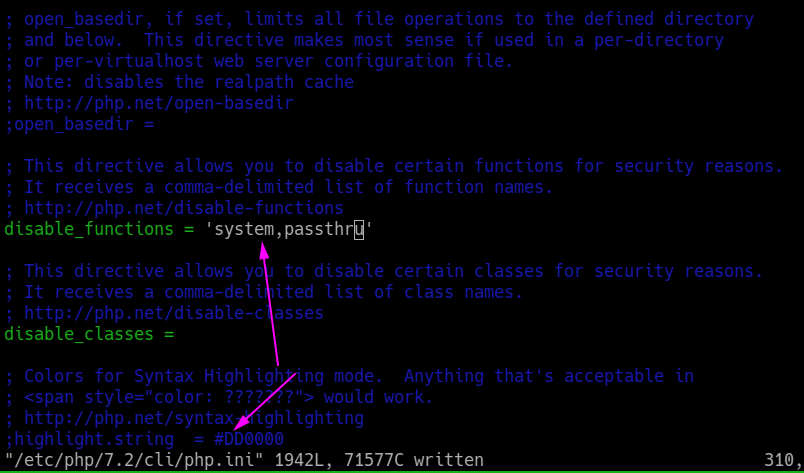 ; open_basedir, if set, limits all file operations to the defined directory
; and below.  This directive makes most sense if used in a per-directory
; or per-virtualhost web server configuration file.
; Note: disables the realpath cache
; http://php.net/open-basedir
;open_basedir =
; This directive allows you to disable certain functions for security reasons.
; It receives a comma-delimited list of function names.
; http://php.net/disable-functions
disable_functions = 'system,passthru'
; This directive allows you to disable certain classes for security reasons.
; It receives a comma-delimited list of class names.
; http://php.net/disable-classes
disable_classes =
; Colors for Syntax Highlighting mode.  Anything that's acceptable in
; <span style="color: ???????"> would work.
; http://php.net/syntax-highlighting
;highlight.string  = #DD0000
"/etc/php/7.2/cli/php.ini" 1942L, 71577C written 310,